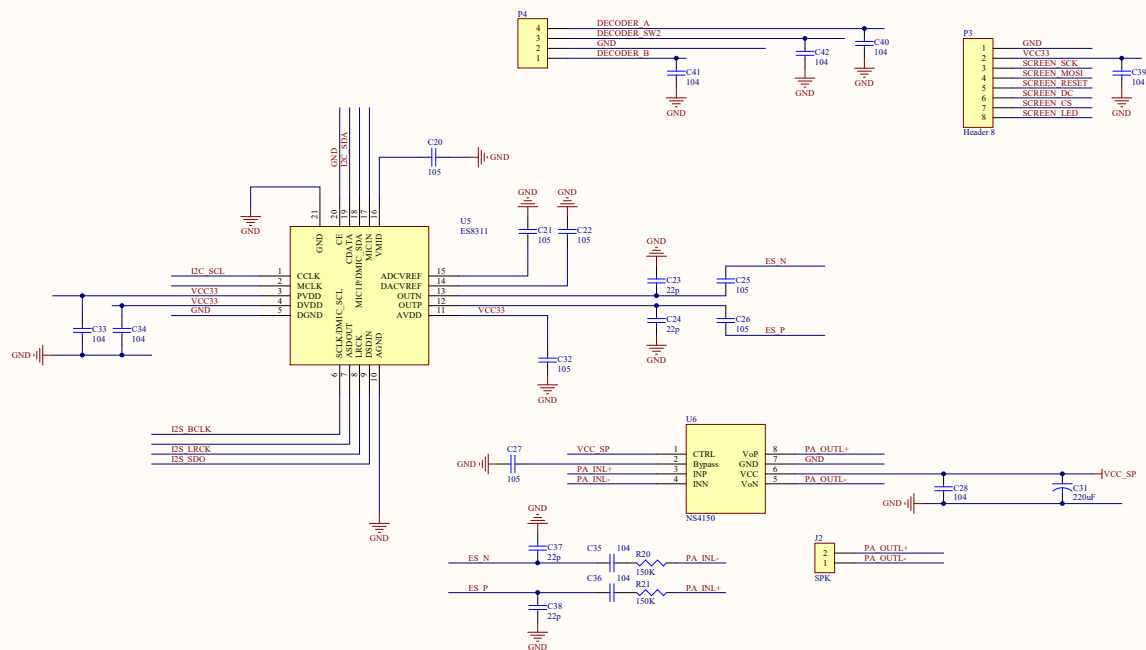 P4
4 DECODER_A
3 DECODER_SW2
2 GND
1 DECODER_B
C40
104
C42
104
C41
104
GND
GND
GND
P3
1 GND
2 VCC33
3 SCREEN_SCK
4 SCREEN_MOSI
5 SCREEN_RESET
6 SCREEN_DC
7 SCREEN_CS
8 SCREEN_LED
Header 8
C39
104
GND
GND
I2C_SDA
C20
105
GND
GND
21
20
19
18
17
16
U5
ES8311
GND
CE
CDATA
MIC1P/DMIC_SDA
MIC1N
VMID
I2C_SCL 1 CCLK
2 MCLK
VCC33 3 PVDD
VCC33 4 DVDD
GND 5 DGND
ADCVREF 15
DACVREF 14
OUTN 13
OUTP 12
AVDD 11 VCC33
SCLK/DMIC_SCL
ASDOUT
LRCK
DSDIN
AGND
6
7
8
9
10
C33
104
C34
104
GND
GND
GND
C21
105
C22
105
GND
C23
22p
C25
105
ES_N
C24
22p
C26
105
ES_P
GND
C32
105
GND
I2S_BCLK
I2S_LRCK
I2S_SDO
GND
U6
VCC_SP 1 CTRL
2 Bypass
PA_INL+ 3 INP
PA_INL- 4 INN
VoP 8 PA_OUTL+
GND 7 GND
VCC 6
VoN 5 PA_OUTL-
NS4150
GND
C27
105
VCC_SP
C28
104
C31
220uF
GND
GND
C37
22p
ES_N
C35 104
R20
150K
PA_INL-
ES_P
C36 104
R21
150K
PA_INL+
C38
22p
GND
J2
2 PA_OUTL+
1 PA_OUTL-
SPK